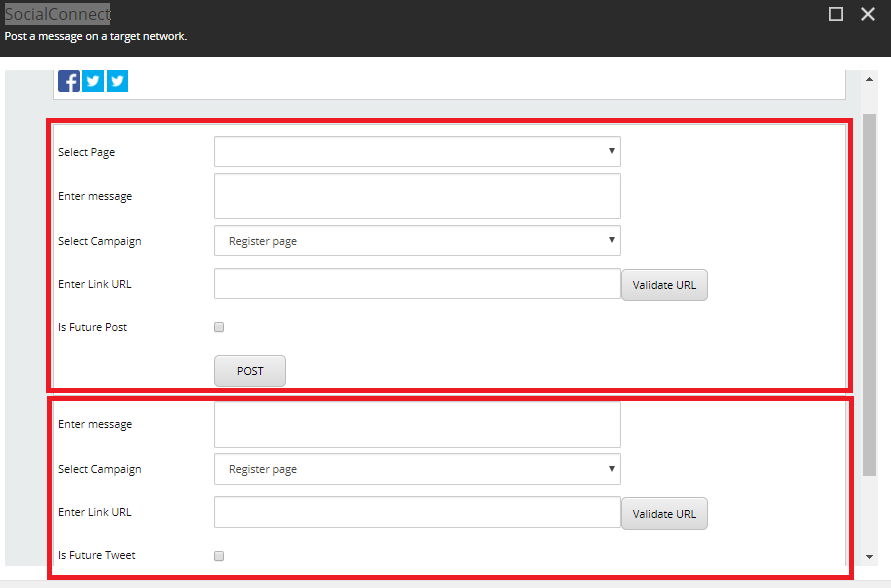 SocialConnect
Post a message on a target network.
Select Page
Enter message
Select Campaign Register page
Enter Link URL Validate URL
Is Future Post
POST
Enter message
Select Campaign Register page
Enter Link URL Validate URL
Is Future Tweet